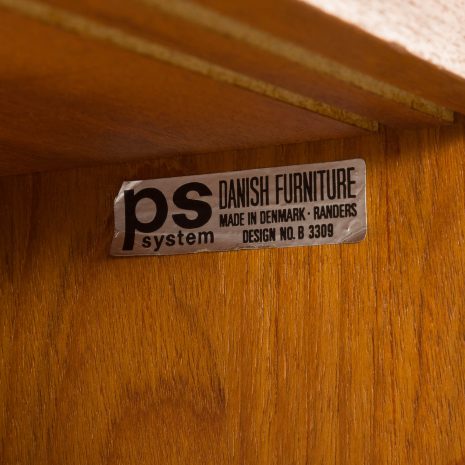 ps system
DANISH FURNITURE
MADE IN DENMARK · RANDERS
DESIGN NO. B 3309